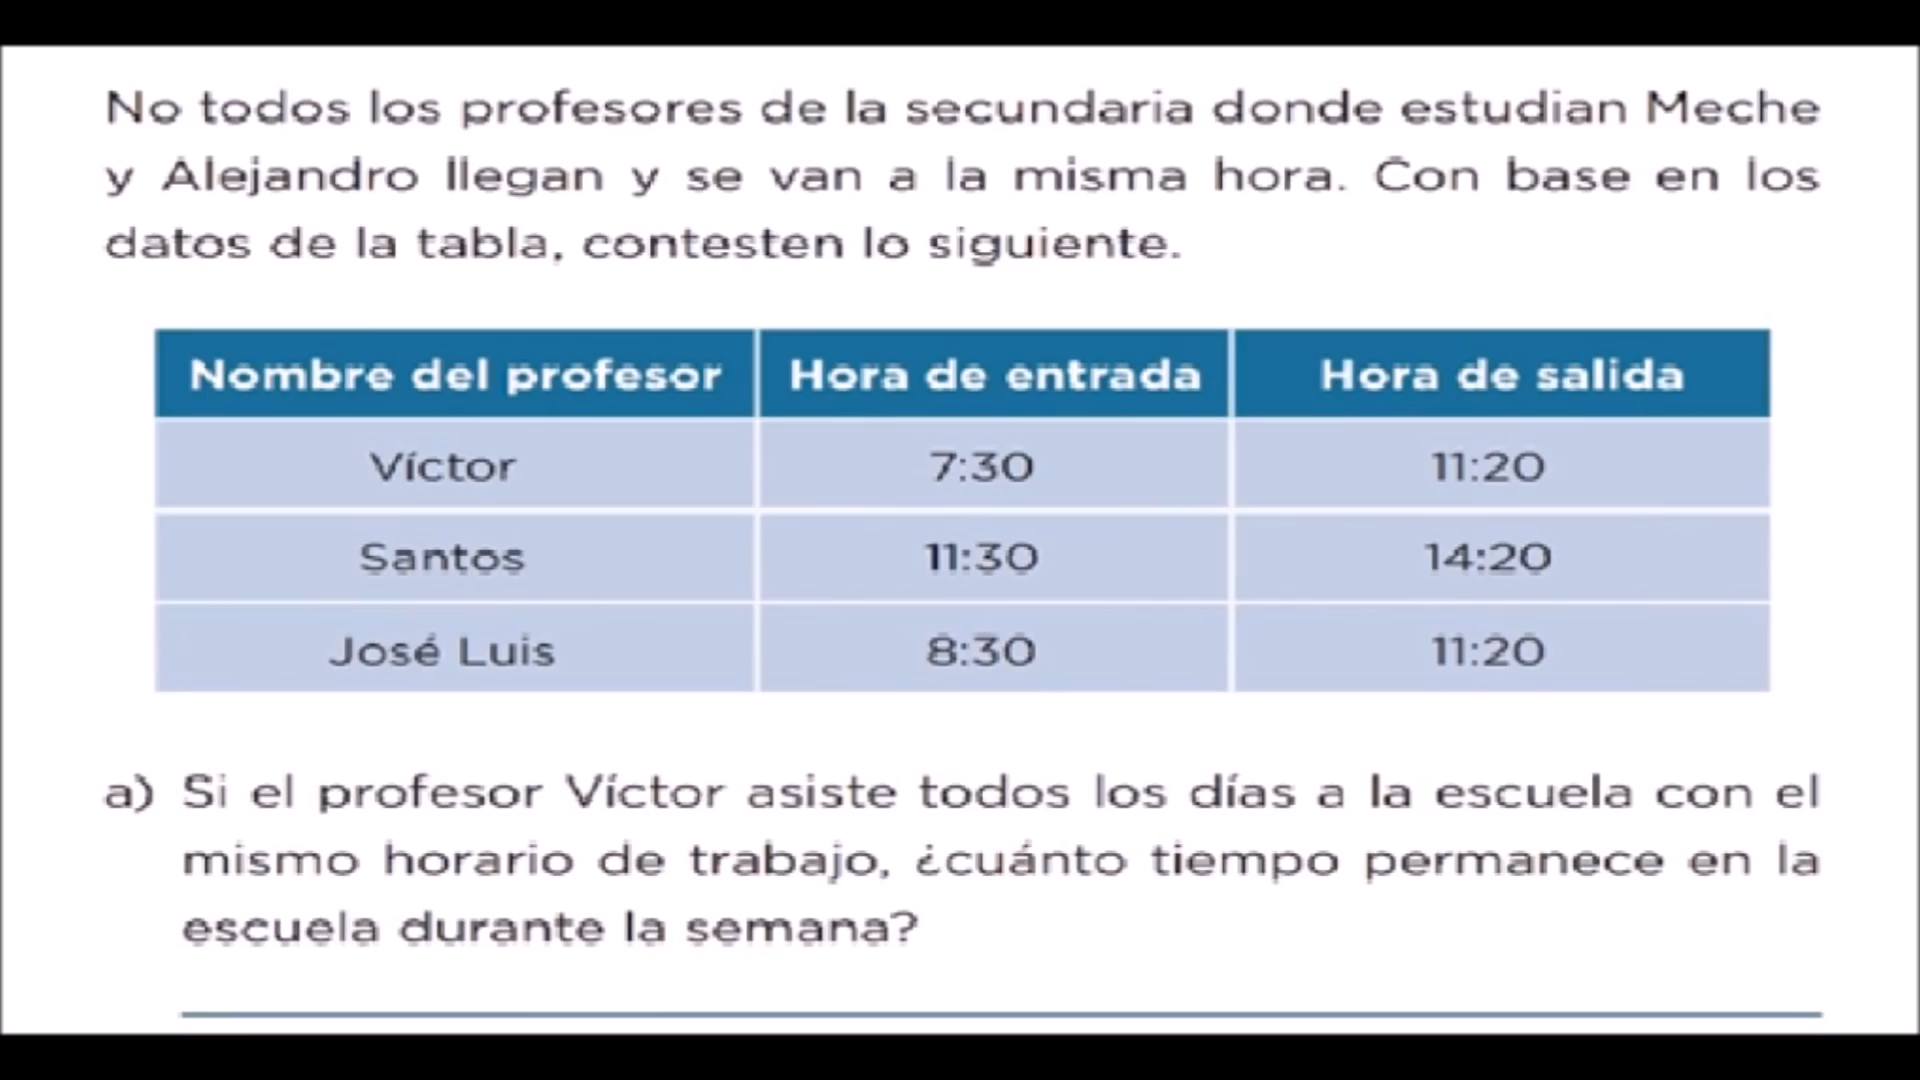 No todos los profesores de la secundaria donde estudian Meche
y Alejandro llegan y se van a la misma hora. Con base en los
datos de la tabla, contesten lo siguiente.
Nombre del profesor Hora de entrada Hora de salida
Víctor 7:30 11:20
Santos 11:30 14:20
José Luis 8:30 11:20
a) Si el profesor Víctor asiste todos los días a la escuela con el
mismo horario de trabajo, ¿cuánto tiempo permanece en la
escuela durante la semana?